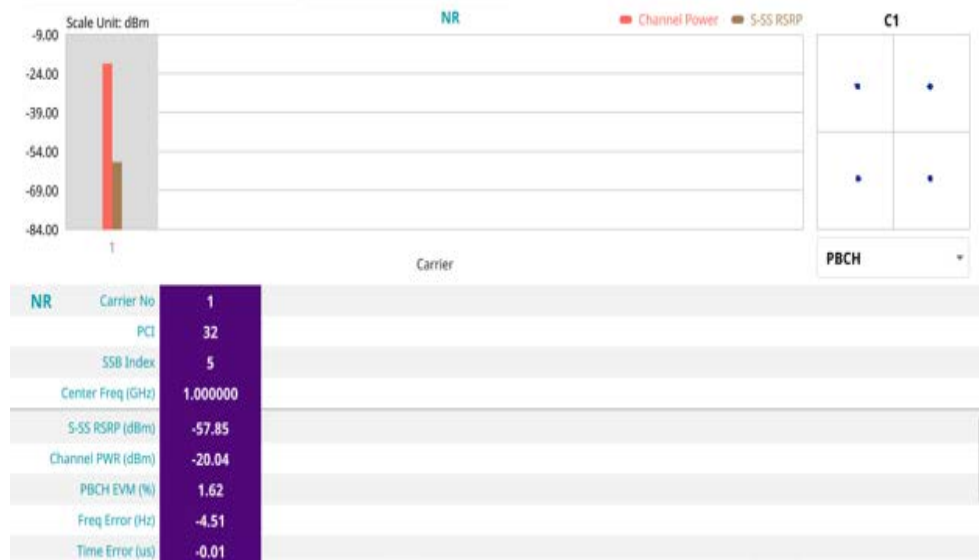 Scale Unit: dBm NR Channel Power S-SS RSRP C1
-9.00
-24.00
-39.00
-54.00
-69.00
-84.00
1
Carrier
PBCH
NR Carrier No 1
PCI 32
SSB Index 5
Center Freq (GHz) 1.000000
S-SS RSRP (dBm) -57.85
Channel PWR (dBm) -20.04
PBCH EVM (%) 1.62
Freq Error (Hz) -4.51
Time Error (us) -0.01